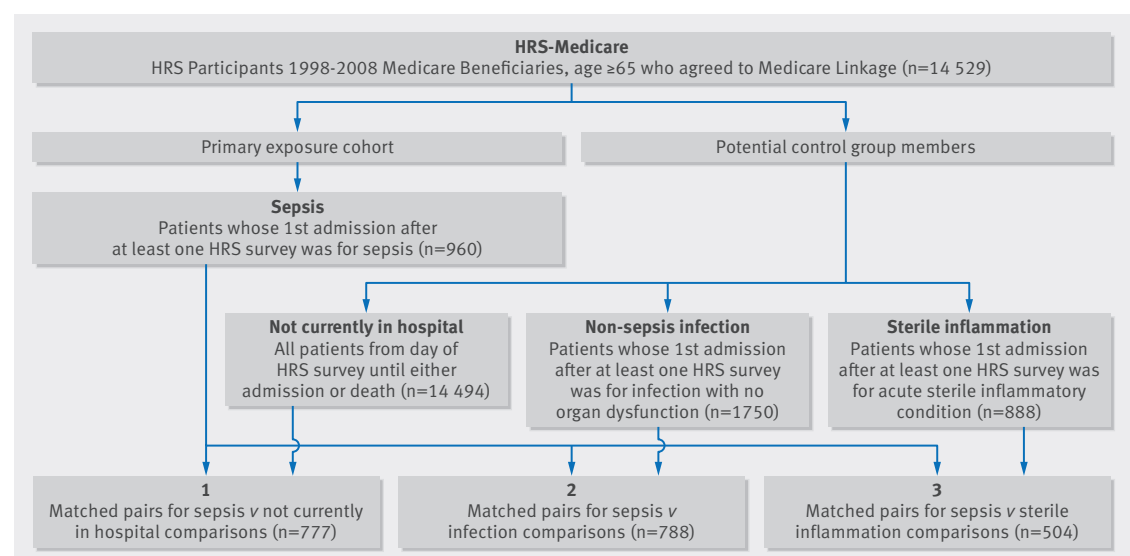 HRS-Medicare
HRS Participants 1998-2008 Medicare Beneficiaries, age ≥65 who agreed to Medicare Linkage (n=14 529)
Primary exposure cohort
Potential control group members
Sepsis
Patients whose 1st admission after
at least one HRS survey was for sepsis (n=960)
Not currently in hospital
All patients from day of
HRS survey until either
admission or death (n=14 494)
Non-sepsis infection
Patients whose 1st admission
after at least one HRS survey
was for infection with no
organ dysfunction (n=1750)
Sterile inflammation
Patients whose 1st admission
after at least one HRS survey was
for acute sterile inflammatory
condition (n=888)
1
Matched pairs for sepsis v not currently
in hospital comparisons (n=777)
2
Matched pairs for sepsis v
infection comparisons (n=788)
3
Matched pairs for sepsis v sterile
inflammation comparisons (n=504)